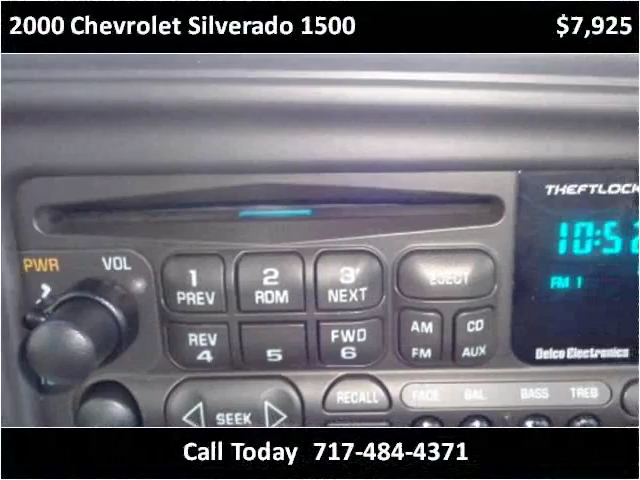 2000 Chevrolet Silverado 1500 $7,925
THEFTLOCK
PWR VOL
1 PREV
2 RDM
3 NEXT
EJECT
10:52
FM 1
REV 4
5
FWD 6
AM FM
CD AUX
Delco Electronics
RECALL
FADE BAL BASS TREB
SEEK
Call Today 717-484-4371